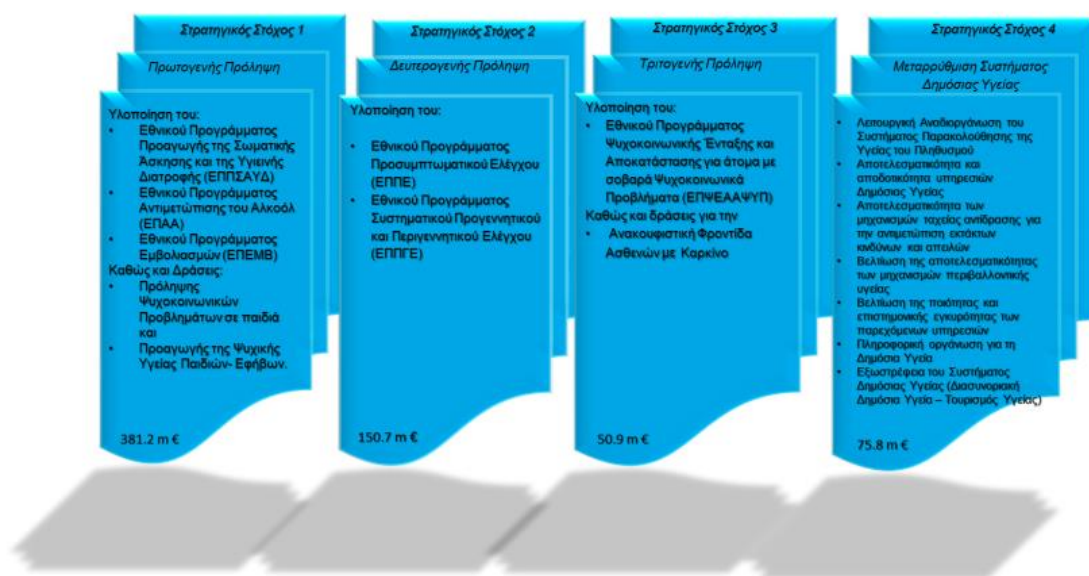 Στρατηγικός Στόχος 1
Πρωτογενής Πρόληψη
Υλοποίηση του:
• Εθνικού Προγράμματος
Προαγωγής της Σωματικής
Άσκησης και της Υγιεινής
Διατροφής (ΕΠΠΣΑΥΔ)
• Εθνικού Προγράμματος
Αντιμετώπισης του Αλκοόλ
(ΕΠΑΑ)
• Εθνικού Προγράμματος
Εμβολιασμών (ΕΠΕΜΒ)
Καθώς και Δράσεις:
• Πρόληψης
Ψυχοκοινωνικών
Προβλημάτων σε παιδιά
και
• Προαγωγής της Ψυχικής
Υγείας Παιδιών- Εφήβων.
381.2 m €
Στρατηγικός Στόχος 2
Δευτερογενής Πρόληψη
Υλοποίηση του:
• Εθνικού Προγράμματος
Προσυμπτωματικού Ελέγχου
(ΕΠΠΕ)
• Εθνικού Προγράμματος
Συστηματικού Προγεννητικού
και Περιγεννητικού Ελέγχου
(ΕΠΠΓΕ)
150.7 m €
Στρατηγικός Στόχος 3
Τριτογενής Πρόληψη
Υλοποίηση του:
• Εθνικού Προγράμματος
Ψυχοκοινωνικής Ένταξης και
Αποκατάστασης για άτομα με
σοβαρά Ψυχοκοινωνικά
Προβλήματα (ΕΠΨΕΑΑΨΥΠ)
Καθώς και δράσεις για την
• Ανακουφιστική Φροντίδα
Ασθενών με Καρκίνο
50.9 m €
Στρατηγικός Στόχος 4
Μεταρρύθμιση Συστήματος
Δημόσιας Υγείας
• Λειτουργική Αναδιοργάνωση του
Συστήματος Παρακολούθησης της
Υγείας του Πληθυσμού
• Αποτελεσματικότητα και
αποδοτικότητα υπηρεσιών
Δημόσιας Υγείας
• Αποτελεσματικότητα των
μηχανισμών ταχείας αντίδρασης για
την αντιμετώπιση εκτάκτων
κινδύνων και απειλών
• Βελτίωση της αποτελεσματικότητας
των μηχανισμών περιβαλλοντικής
υγείας
• Βελτίωση της ποιότητας και
επιστημονικής εγκυρότητας των
παρεχόμενων υπηρεσιών
• Πληροφορική οργάνωση για τη
Δημόσια Υγεία
• Εξωστρέφεια του Συστήματος
Δημόσιας Υγείας (Διασυνοριακή
Δημόσια Υγεία – Τουρισμός Υγείας)
75.8 m €